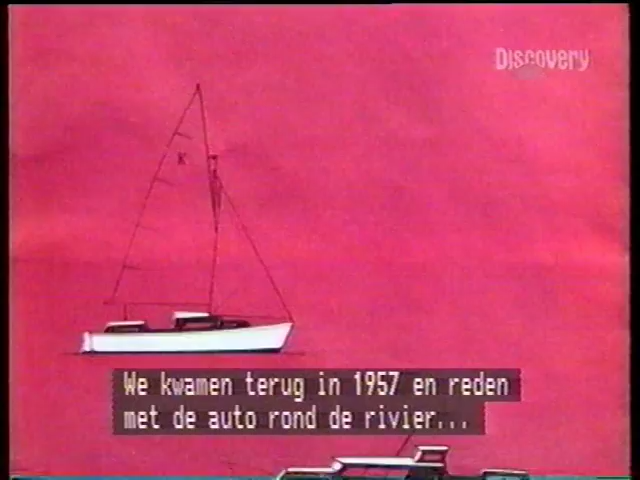 Discovery
K
We kwamen terug in 1957 en reden
met de auto rond de rivier...